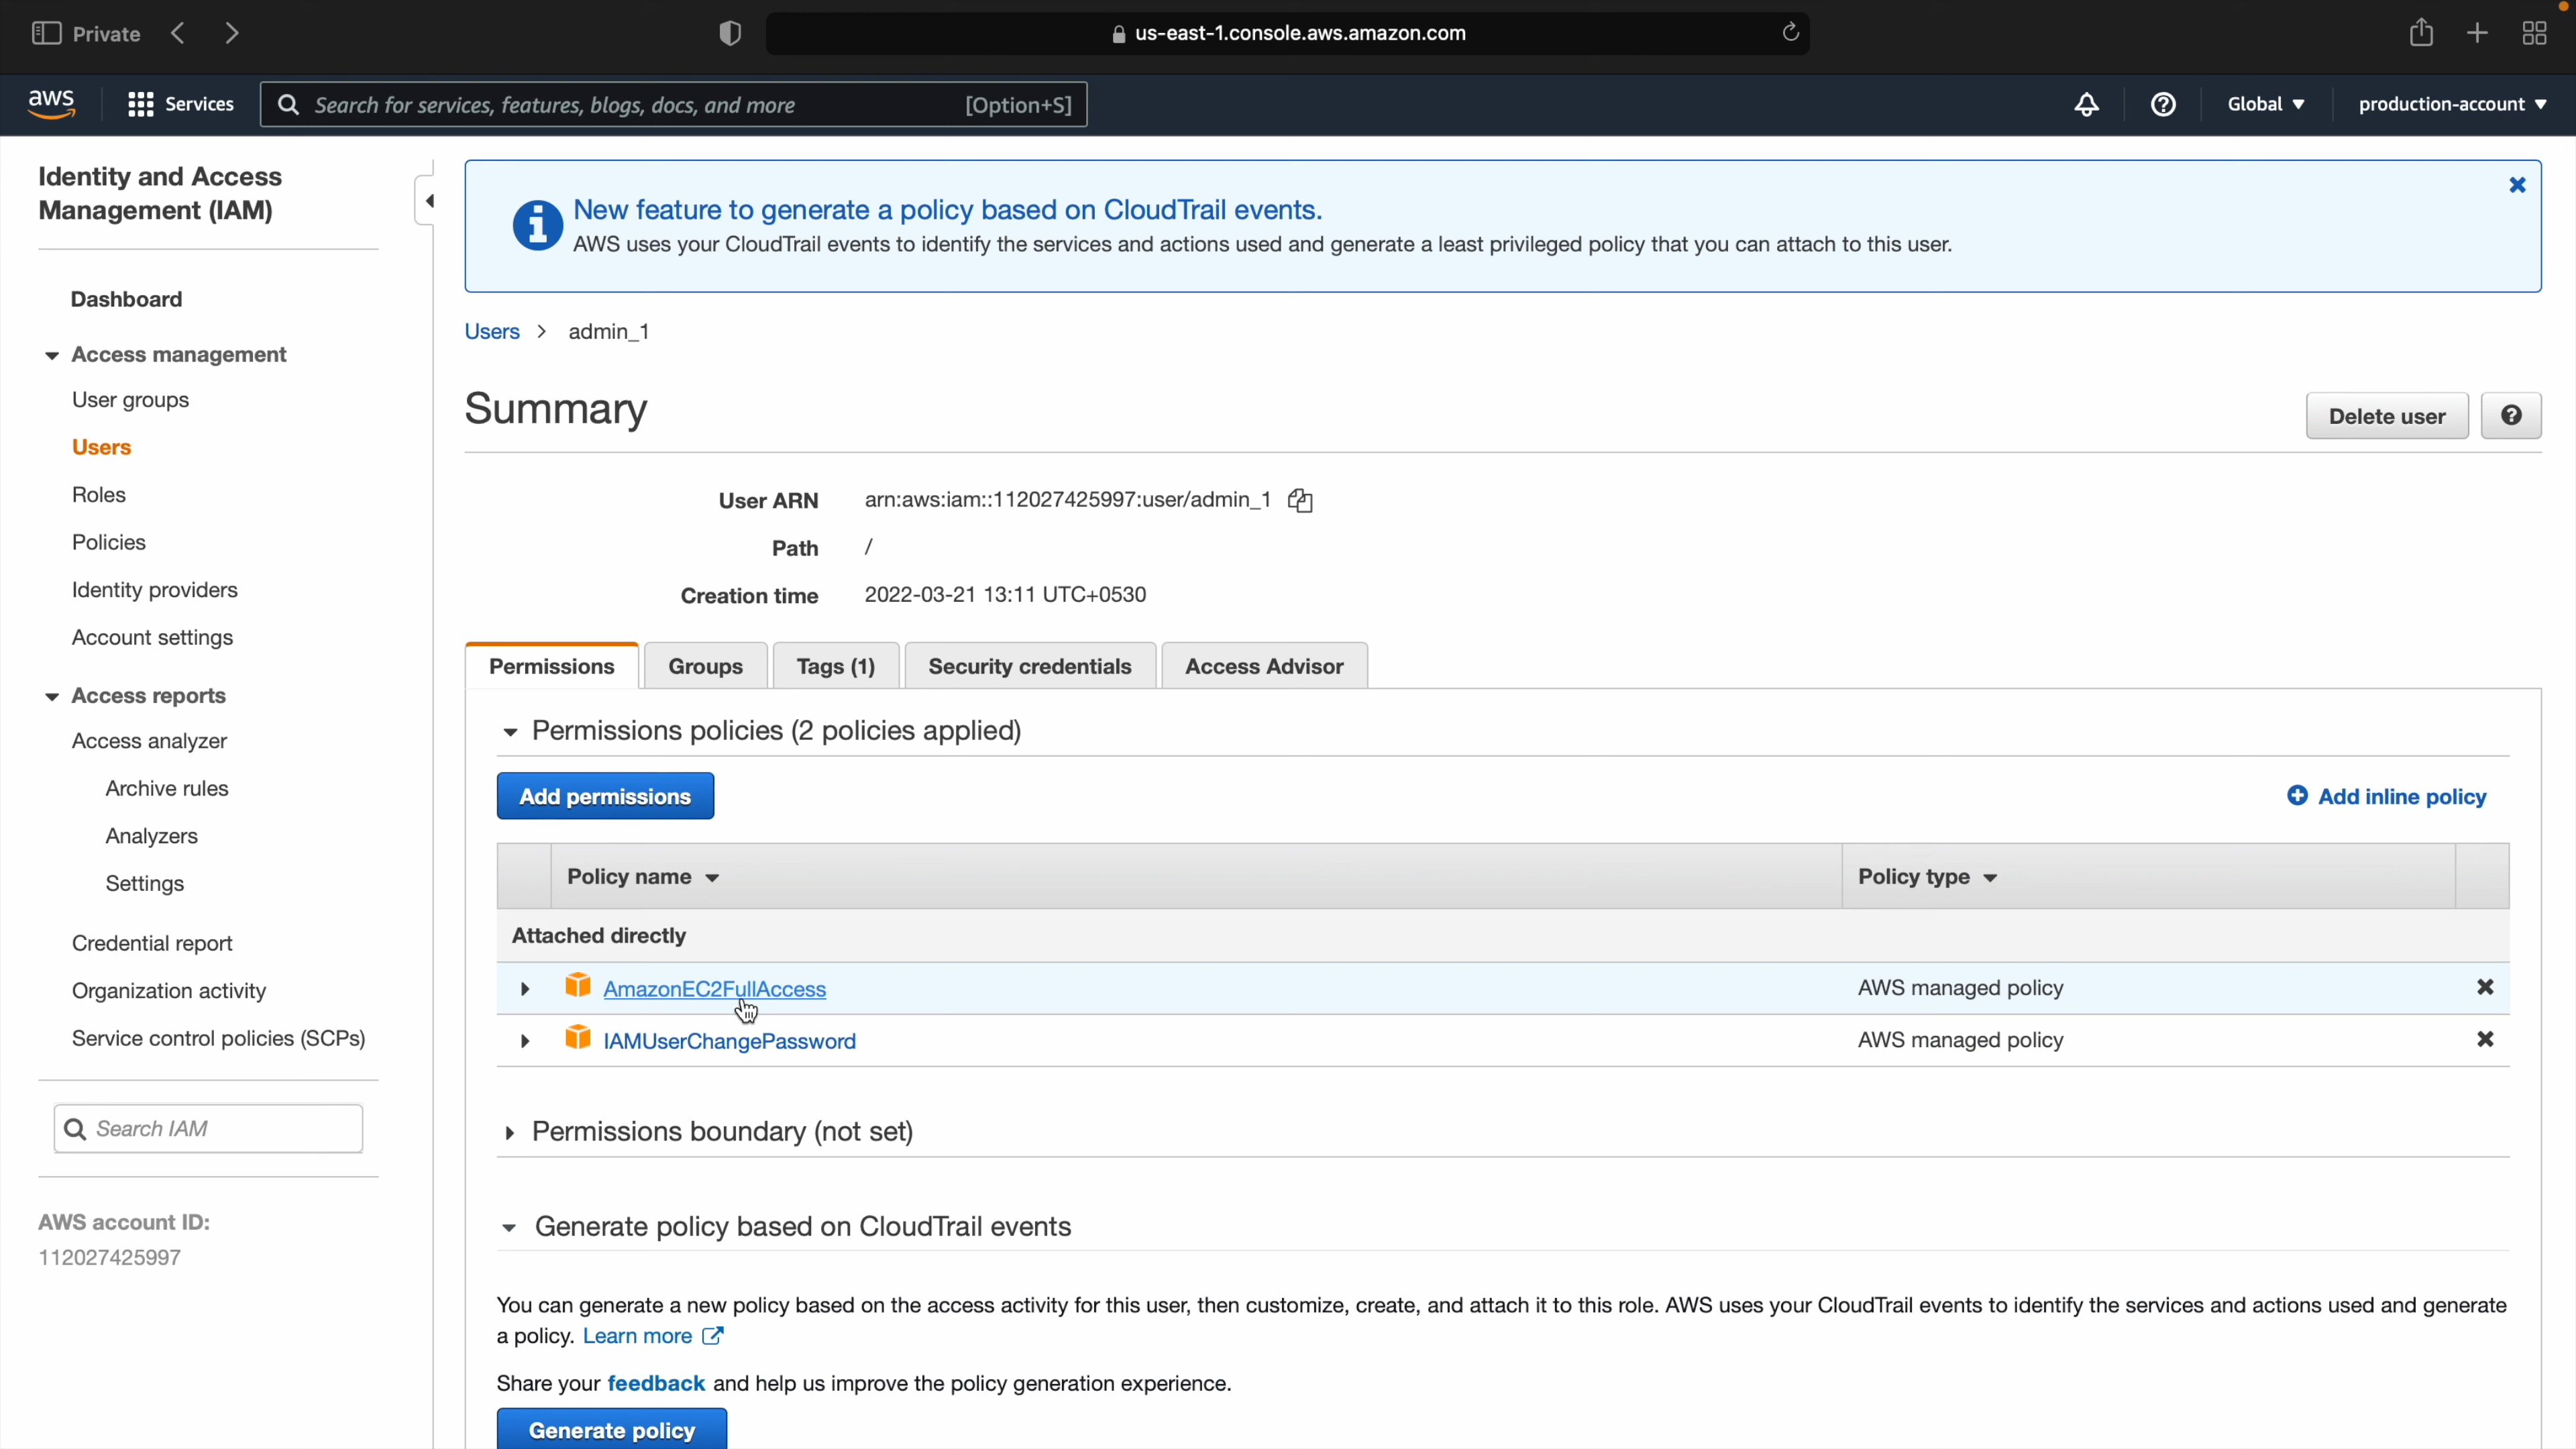 Private
us-east-1.console.aws.amazon.com
aws
Services
Search for services, features, blogs, docs, and more
[Option+S]
Global
production-account
Identity and Access
Management (IAM)
Dashboard
Access management
User groups
Users
Roles
Policies
Identity providers
Account settings
Access reports
Access analyzer
Archive rules
Analyzers
Settings
Credential report
Organization activity
Service control policies (SCPs)
Search IAM
AWS account ID:
112027425997
New feature to generate a policy based on CloudTrail events.
AWS uses your CloudTrail events to identify the services and actions used and generate a least privileged policy that you can attach to this user.
Users > admin_1
Summary
Delete user
User ARN arn:aws:iam::112027425997:user/admin_1
Path /
Creation time 2022-03-21 13:11 UTC+0530
Permissions Groups Tags (1) Security credentials Access Advisor
Permissions policies (2 policies applied)
Add permissions
Add inline policy
Policy name Policy type
Attached directly
AmazonEC2FullAccess AWS managed policy
IAMUserChangePassword AWS managed policy
Permissions boundary (not set)
Generate policy based on CloudTrail events
You can generate a new policy based on the access activity for this user, then customize, create, and attach it to this role. AWS uses your CloudTrail events to identify the services and actions used and generate
a policy. Learn more
Share your feedback and help us improve the policy generation experience.
Generate policy